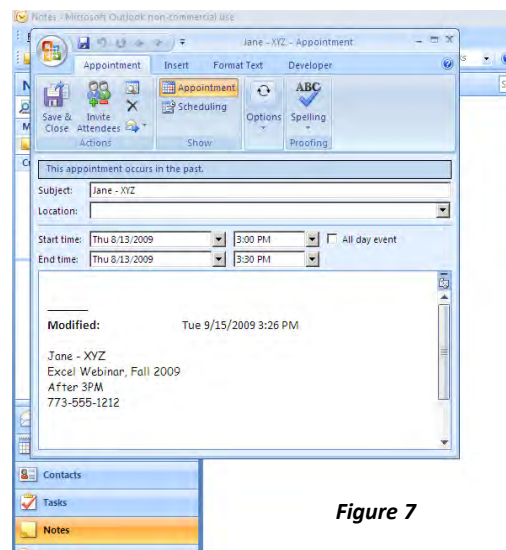 Notes - Microsoft Outlook non-commercial use
Jane - XYZ - Appointment
Appointment Insert Format Text Developer
Save & Close
Invite Attendees
Appointment
Scheduling
Options
ABC
Spelling
Actions Show Proofing
This appointment occurs in the past.
Subject: Jane - XYZ
Location:
Start time: Thu 8/13/2009 3:00 PM All day event
End time: Thu 8/13/2009 3:30 PM
Modified: Tue 9/15/2009 3:26 PM
Jane - XYZ
Excel Webinar, Fall 2009
After 3PM
773-555-1212
Contacts
Tasks
Notes
Figure 7